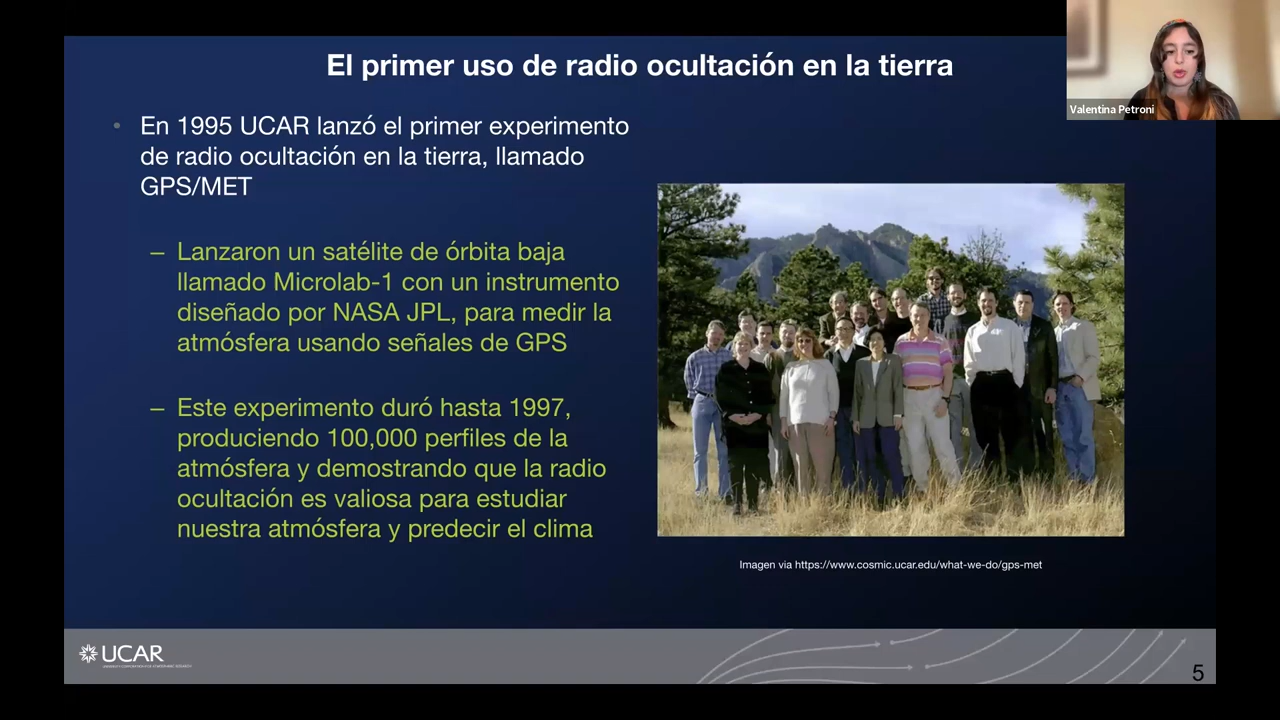 El primer uso de radio ocultación en la tierra
Valentina Petroni
• En 1995 UCAR lanzó el primer experimento
de radio ocultación en la tierra, llamado
GPS/MET
– Lanzaron un satélite de órbita baja
llamado Microlab-1 con un instrumento
diseñado por NASA JPL, para medir la
atmósfera usando señales de GPS
– Este experimento duró hasta 1997,
produciendo 100,000 perfiles de la
atmósfera y demostrando que la radio
ocultación es valiosa para estudiar
nuestra atmósfera y predecir el clima
Imagen via https://www.cosmic.ucar.edu/what-we-do/gps-met
UCAR
5